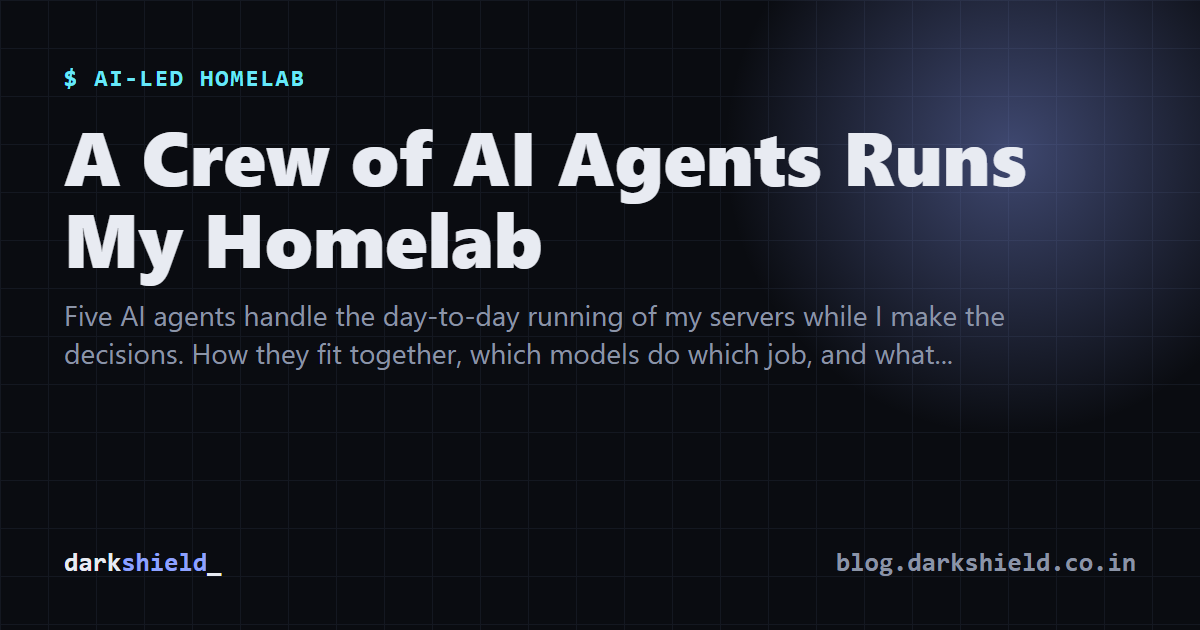 $ AI-LED HOMELAB
A Crew of AI Agents Runs
My Homelab
Five AI agents handle the day-to-day running of my servers while I make the
decisions. How they fit together, which models do which job, and what...
darkshield_
blog.darkshield.co.in